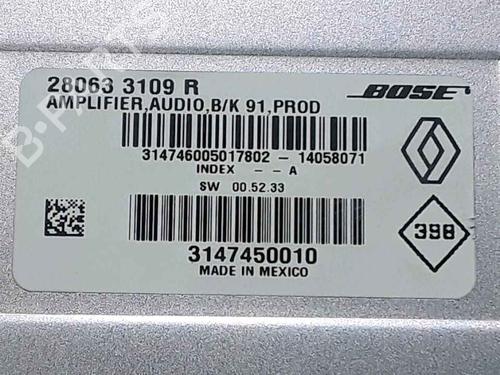 28063 3109 R
BOSE
AMPLIFIER,AUDIO,B/K 91,PROD
314746005017802 - 14058071
INDEX - - A
SW 00.52.33
398
3147450010
MADE IN MEXICO
B-PARTS